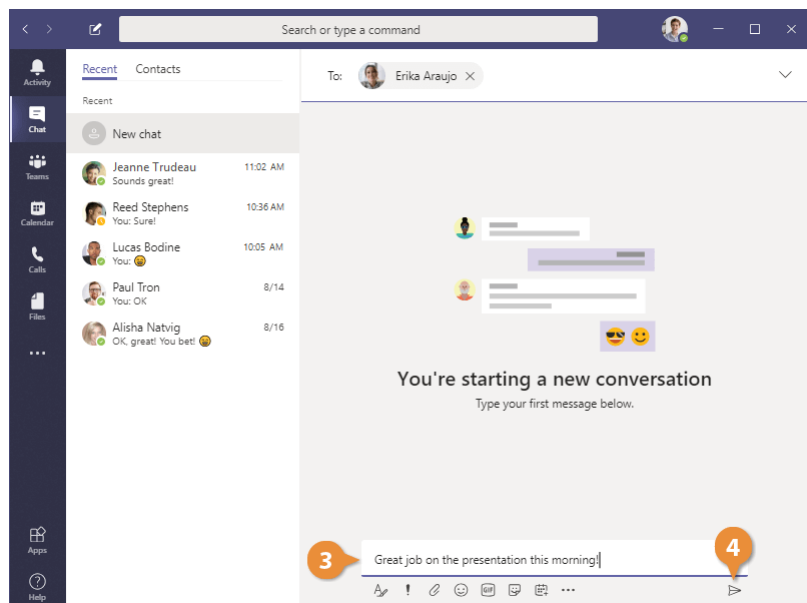 Search or type a command
Activity
Chat
Teams
Calendar
Calls
Files
Apps
Help
Recent Contacts
Recent
New chat
Jeanne Trudeau 11:02 AM
Sounds great!
Reed Stephens 10:36 AM
You: Sure!
Lucas Bodine 10:05 AM
You: 😄
Paul Tron 8/14
You: OK
Alisha Natvig 8/16
OK, great! You bet! 😄
To: Erika Araujo
You're starting a new conversation
Type your first message below.
3
Great job on the presentation this morning!
4
GIF